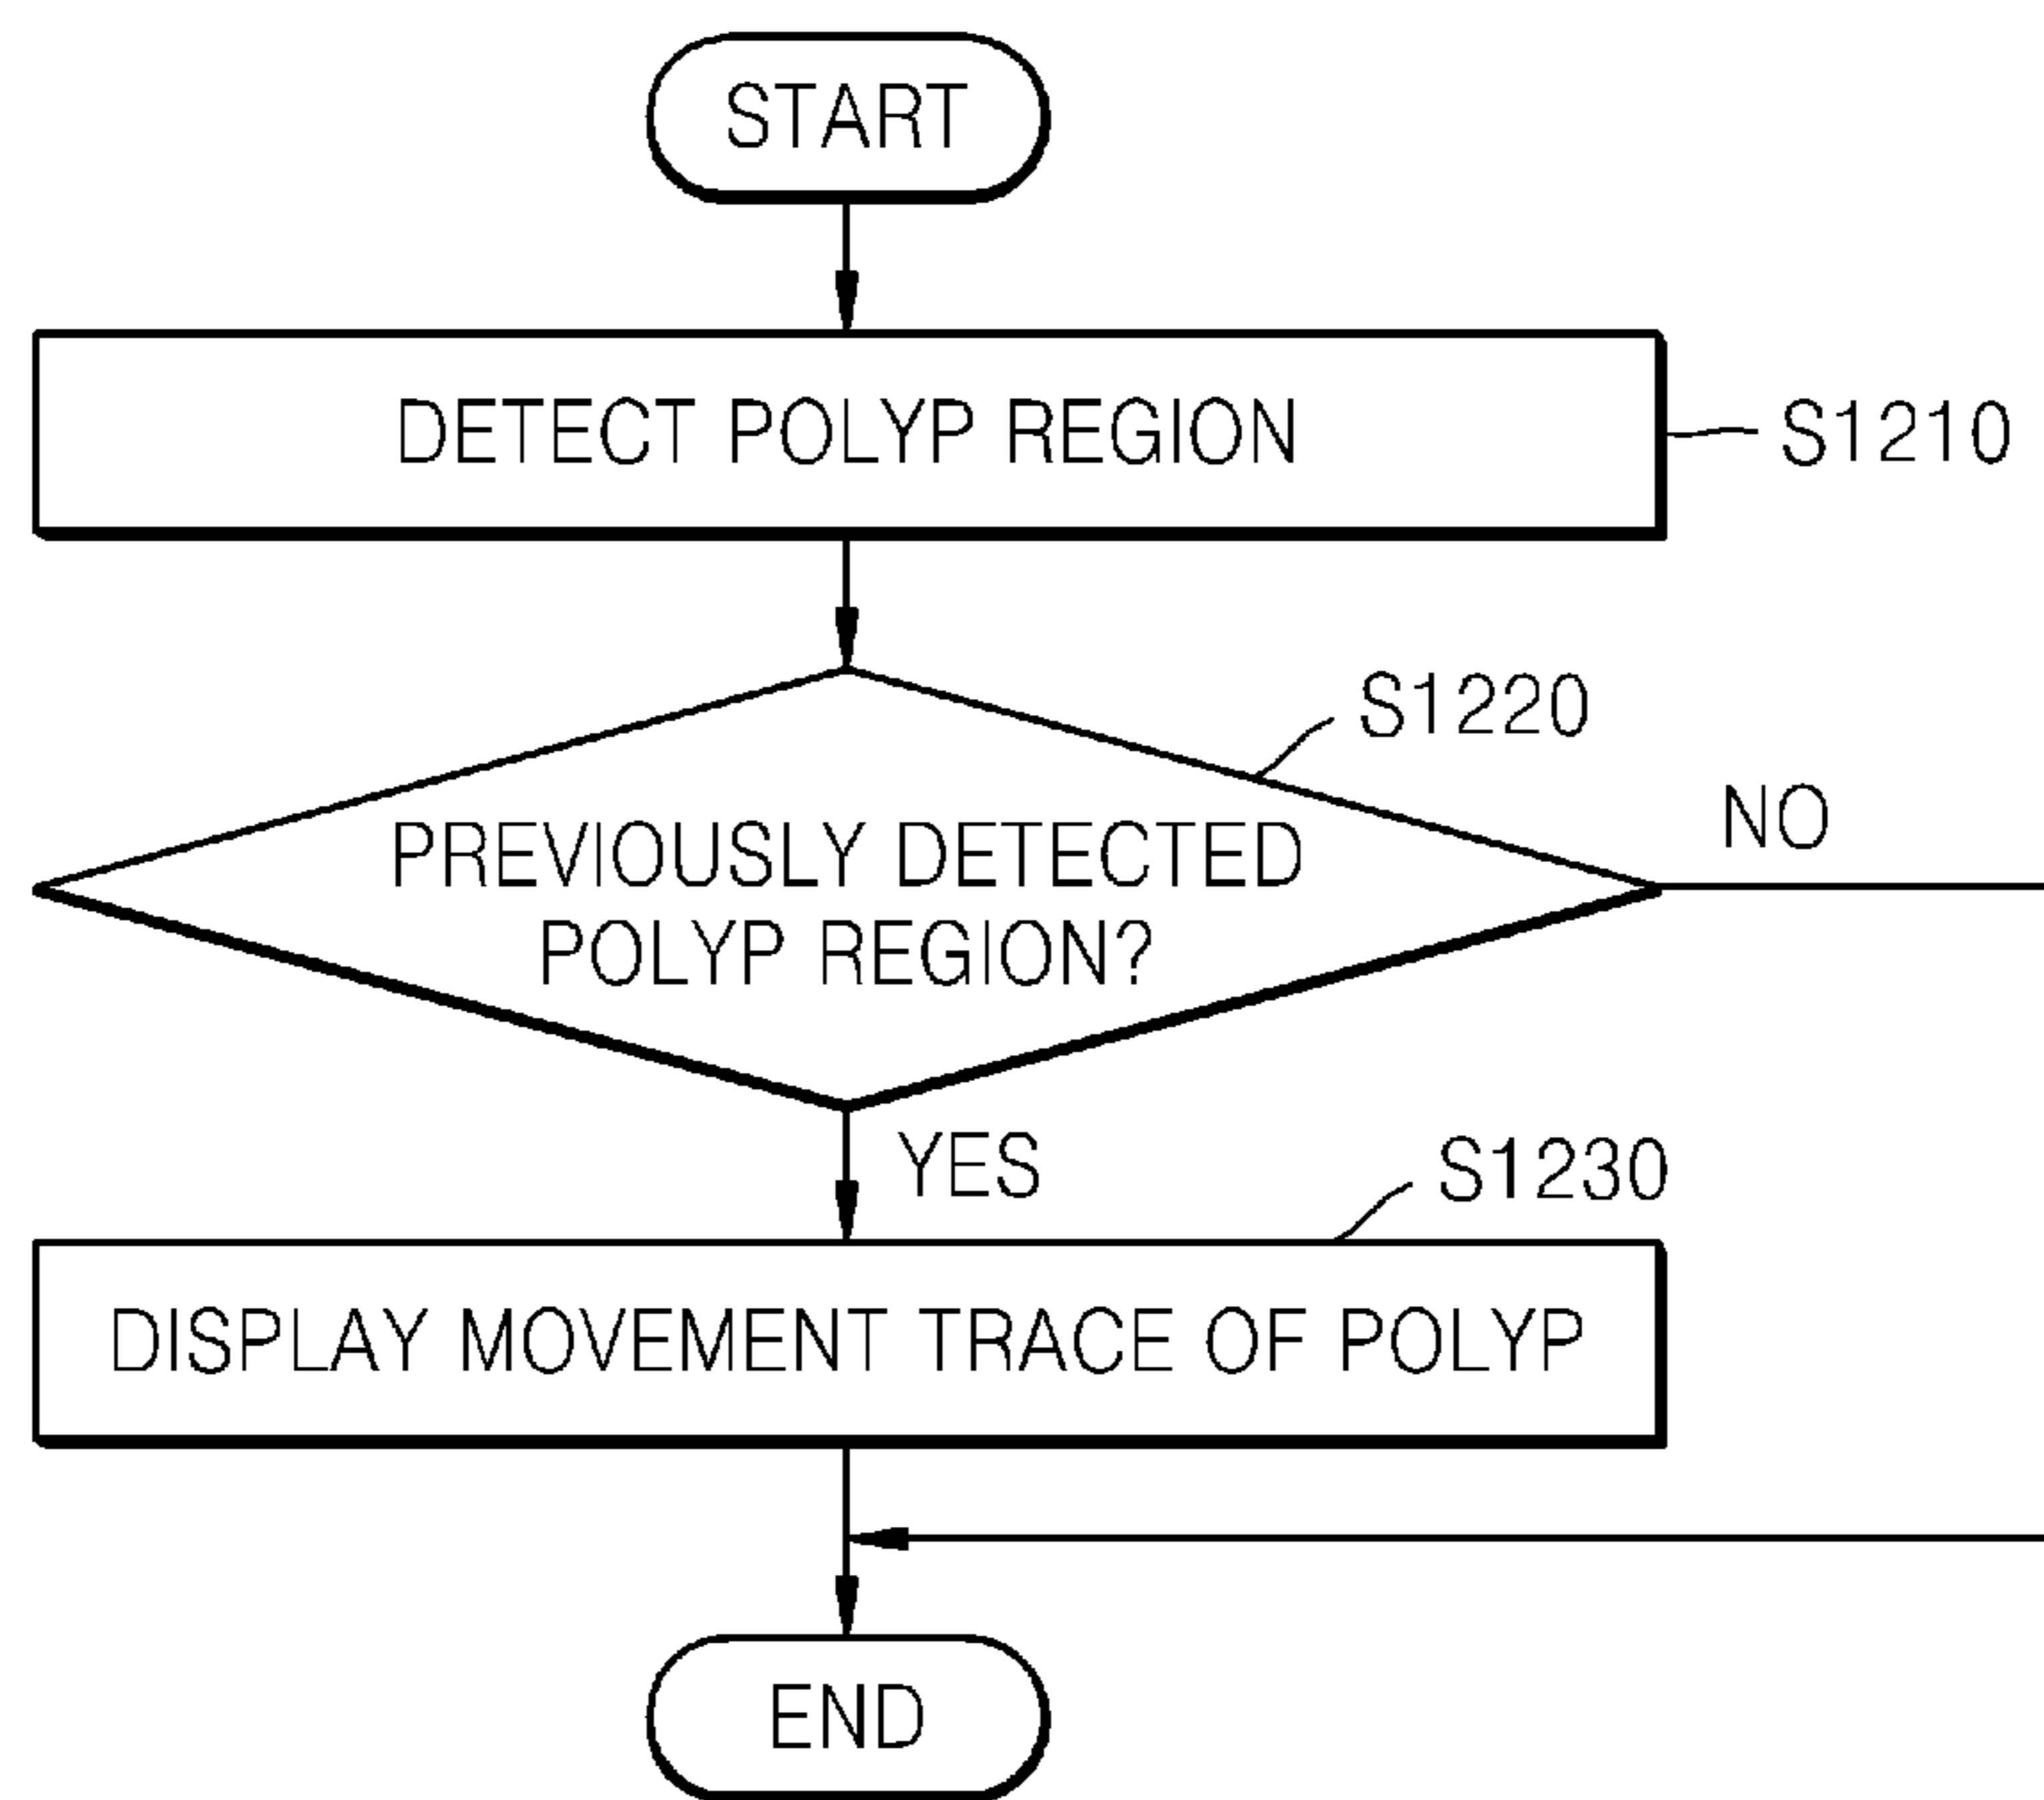 START
DETECT POLYP REGION
S1210
S1220
PREVIOUSLY DETECTED
POLYP REGION?
NO
YES
S1230
DISPLAY MOVEMENT TRACE OF POLYP
END